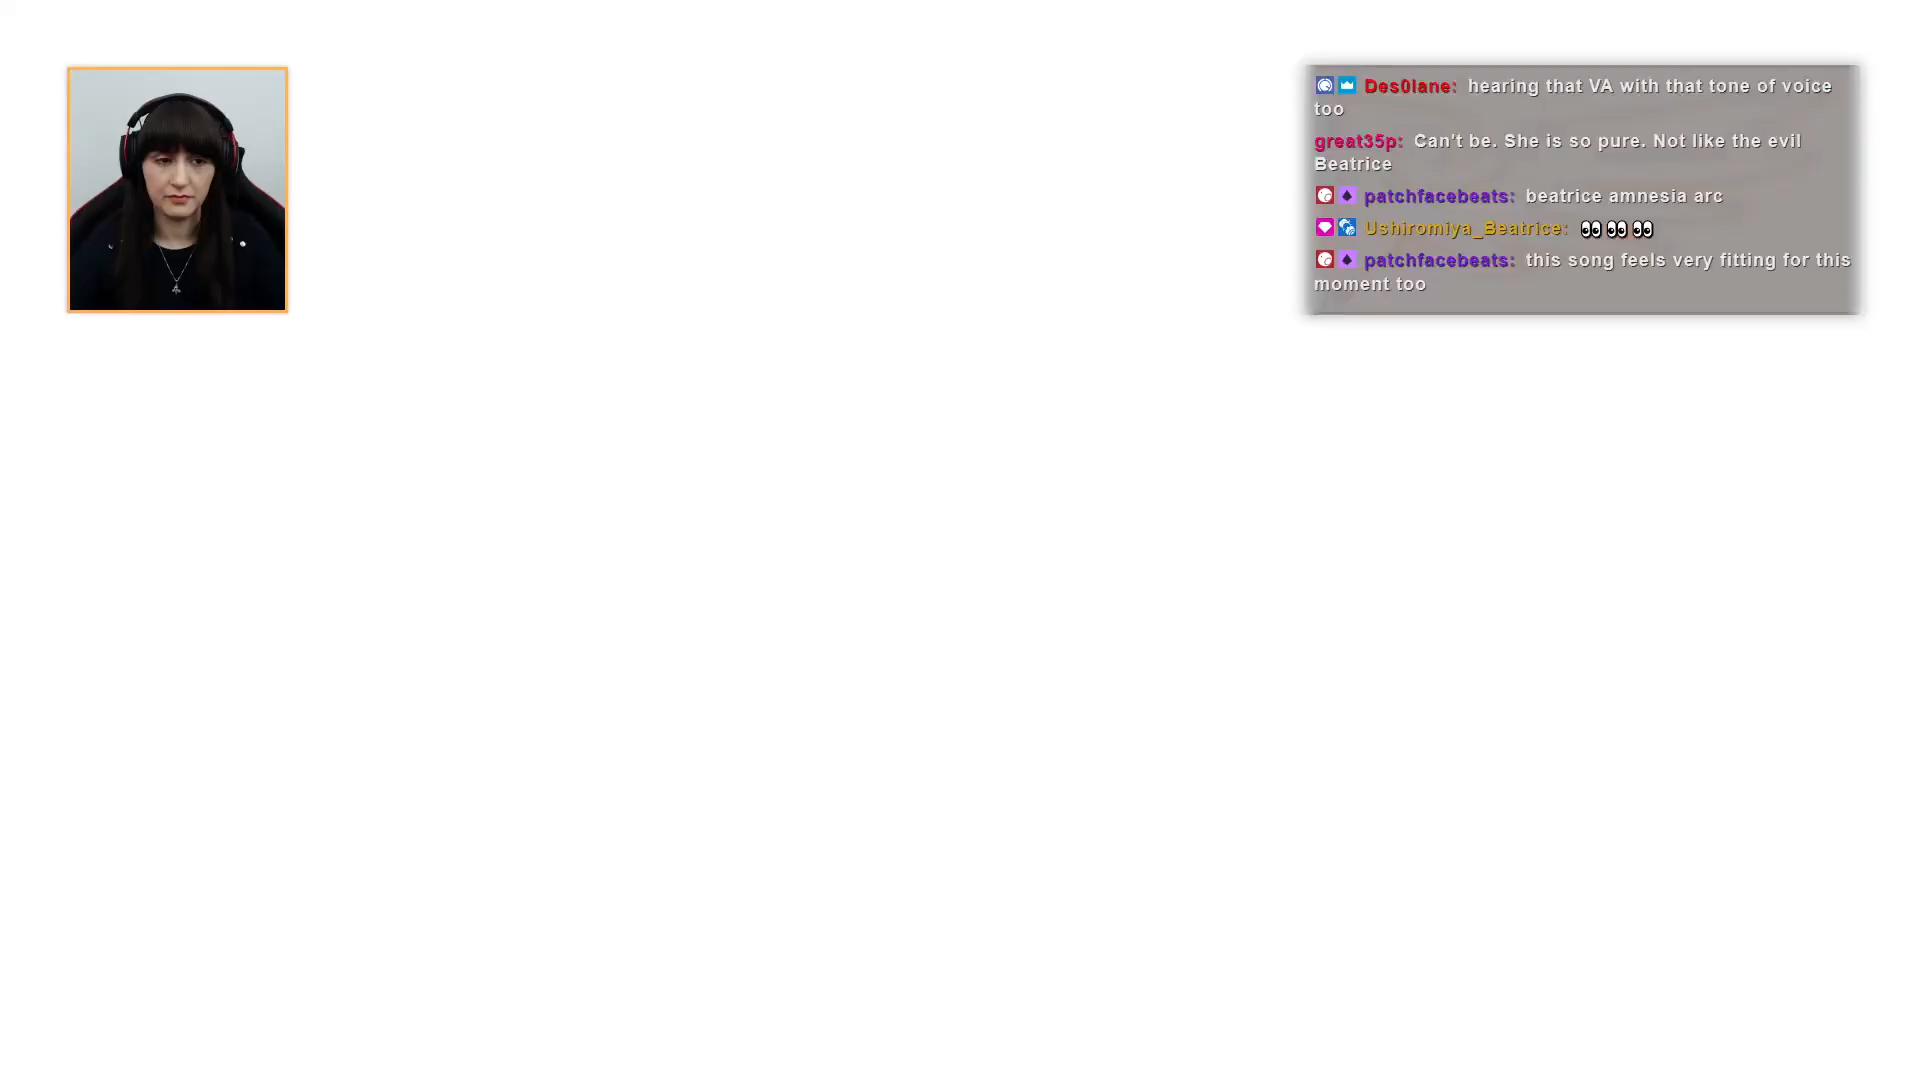 Des0lane: hearing that VA with that tone of voice
too
great35p: Can't be. She is so pure. Not like the evil
Beatrice
patchfacebeats: beatrice amnesia arc
Ushiromiya_Beatrice: 👀👀👀
patchfacebeats: this song feels very fitting for this
moment too